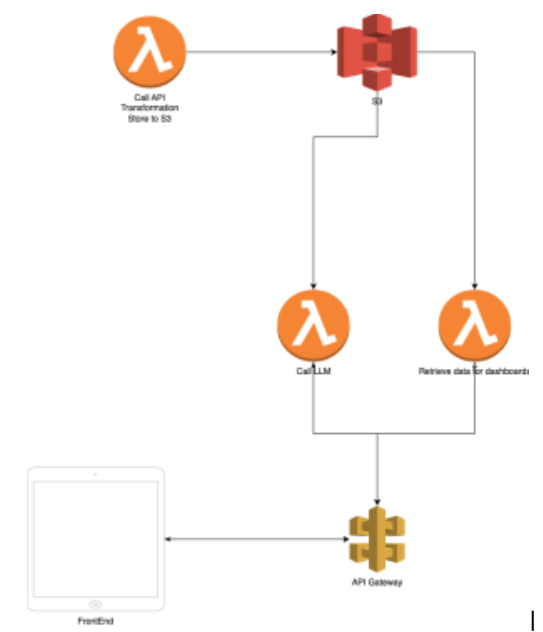 Call API
Transformation
Store to S3
S3
Call LLM
Retrieve data for dashboards
API Gateway
FrontEnd